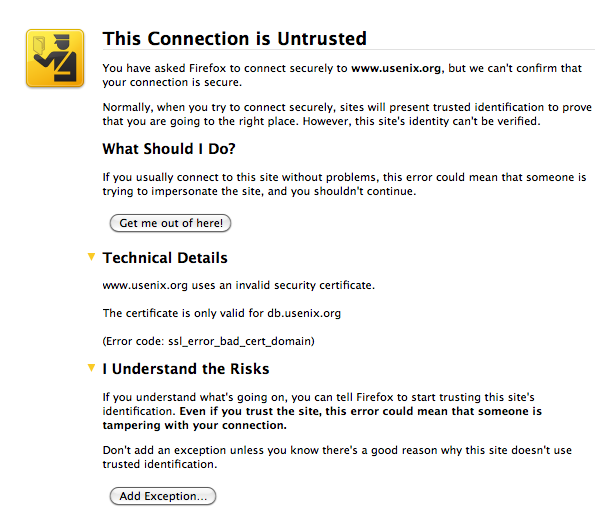 This Connection is Untrusted
You have asked Firefox to connect securely to www.usenix.org, but we can't confirm that
your connection is secure.
Normally, when you try to connect securely, sites will present trusted identification to prove
that you are going to the right place. However, this site's identity can't be verified.
What Should I Do?
If you usually connect to this site without problems, this error could mean that someone is
trying to impersonate the site, and you shouldn't continue.
Get me out of here!
Technical Details
www.usenix.org uses an invalid security certificate.
The certificate is only valid for db.usenix.org
(Error code: ssl_error_bad_cert_domain)
I Understand the Risks
If you understand what's going on, you can tell Firefox to start trusting this site's
identification. Even if you trust the site, this error could mean that someone is
tampering with your connection.
Don't add an exception unless you know there's a good reason why this site doesn't use
trusted identification.
Add Exception...